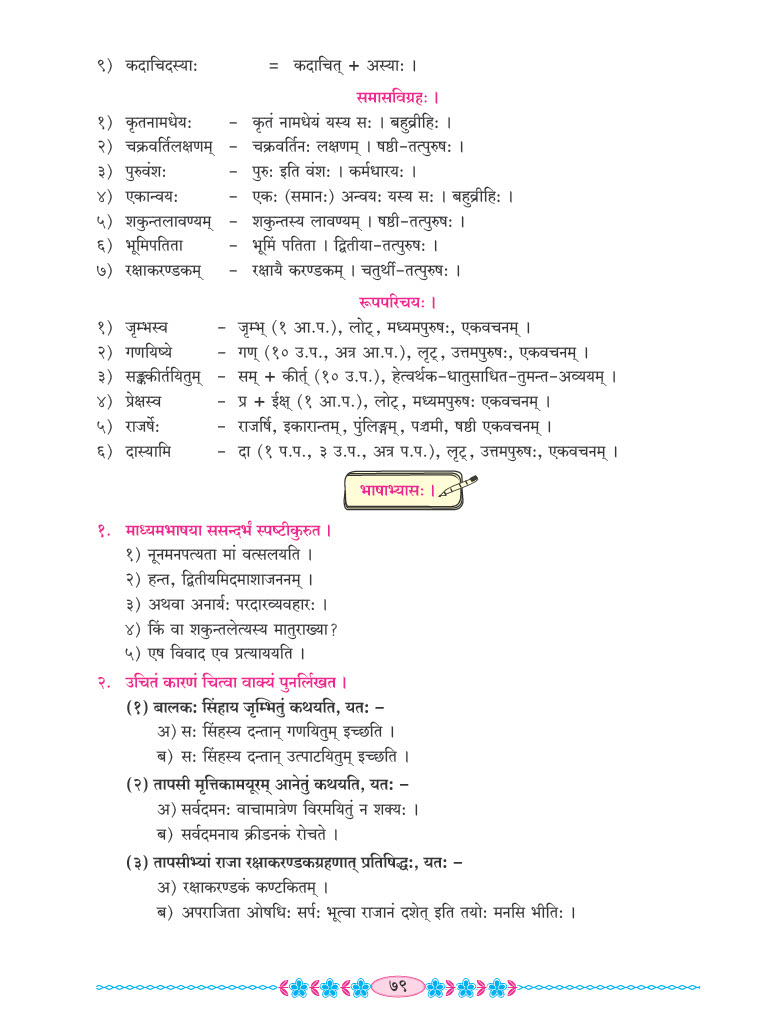 ९) कदाचिदस्या: = कदाचित् + अस्या: ।
समासविग्रहः ।
१) कृतनामधेय: – कृतं नामधेयं यस्य स: । बहुव्रीहि: ।
२) चक्रवर्तिलक्षणम् – चक्रवर्तिन: लक्षणम् । षष्ठी-तत्पुरुष: ।
३) पुरुवंश: – पुरु: इति वंश: । कर्मधारय: ।
४) एकान्वय: – एक: (समान:) अन्वय: यस्य स: । बहुव्रीहि: ।
५) शकुन्तलावण्यम् – शकुन्तस्य लावण्यम् । षष्ठी-तत्पुरुष: ।
६) भूमिपतिता – भूमिं पतिता । द्वितीया-तत्पुरुष: ।
७) रक्षाकरण्डकम् – रक्षायै करण्डकम् । चतुर्थी-तत्पुरुष: ।
रूपपरिचयः ।
१) जृम्भस्व – जृम्भ् (१ आ.प.), लोट्, मध्यमपुरुष:, एकवचनम् ।
२) गणयिष्ये – गण् (१० उ.प., अत्र आ.प.), लृट्, उत्तमपुरुष:, एकवचनम् ।
३) सङ्कीर्तयितुम् – सम् + कीर्त् (१० उ.प.), हेत्वर्थक-धातुसाधित-तुमन्त-अव्ययम् ।
४) प्रेक्षस्व – प्र + ईक्ष् (१ आ.प.), लोट्, मध्यमपुरुष: एकवचनम् ।
५) राजर्षे: – राजर्षि, इकारान्तम्, पुंलिङ्गम्, पञ्चमी, षष्ठी एकवचनम् ।
६) दास्यामि – दा (१ प.प., ३ उ.प., अत्र प.प.), लृट्, उत्तमपुरुष:, एकवचनम् ।
भाषाभ्यासः ।
१. माध्यमभाषया ससन्दर्भं स्पष्टीकुरुत ।
१) नूनमनपत्यता मां वत्सलयति ।
२) हन्त, द्वितीयमिदमाशाजननम् ।
३) अथवा अनार्य: परदारव्यवहार: ।
४) किं वा शकुन्तलेत्यस्य मातुराख्या?
५) एष विवाद एव प्रत्याययति ।
२. उचितं कारणं चित्वा वाक्यं पुनर्लिखत ।
(१) बालक: सिंहाय जृम्भितुं कथयति, यत: –
अ) स: सिंहस्य दन्तान् गणयितुम् इच्छति ।
ब) स: सिंहस्य दन्तान् उत्पाटयितुम् इच्छति ।
(२) तापसी मृत्तिकामयूरम् आनेतुं कथयति, यत: –
अ) सर्वदमन: वाचामात्रेण विरमयितुं न शक्य: ।
ब) सर्वदमनाय क्रीडनकं रोचते ।
(३) तापसीभ्यां राजा रक्षाकरण्डकग्रहणात् प्रतिषिद्ध:, यत: –
अ) रक्षाकरण्डकं कण्टकितम् ।
ब) अपराजिता ओषधि: सर्प: भूत्वा राजानं दशेत् इति तयो: मनसि भीति: ।
७९